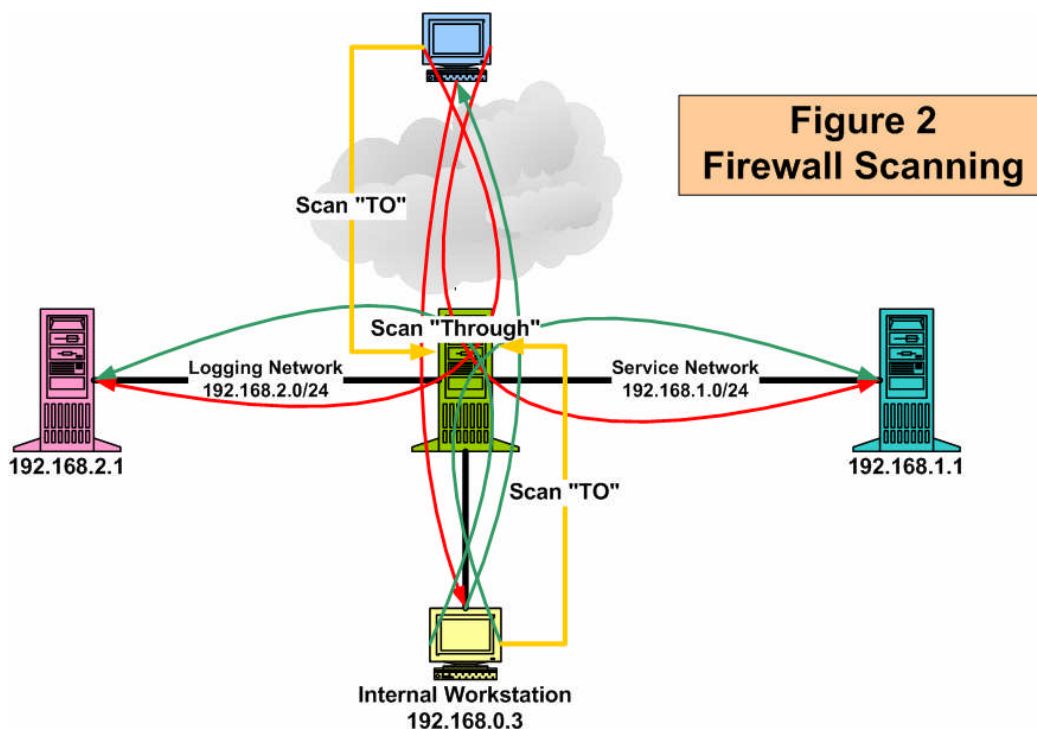 Figure 2
Firewall Scanning
Scan "TO"
Scan "Through"
Logging Network
192.168.2.0/24
Service Network
192.168.1.0/24
192.168.2.1
192.168.1.1
Scan "TO"
Internal Workstation
192.168.0.3